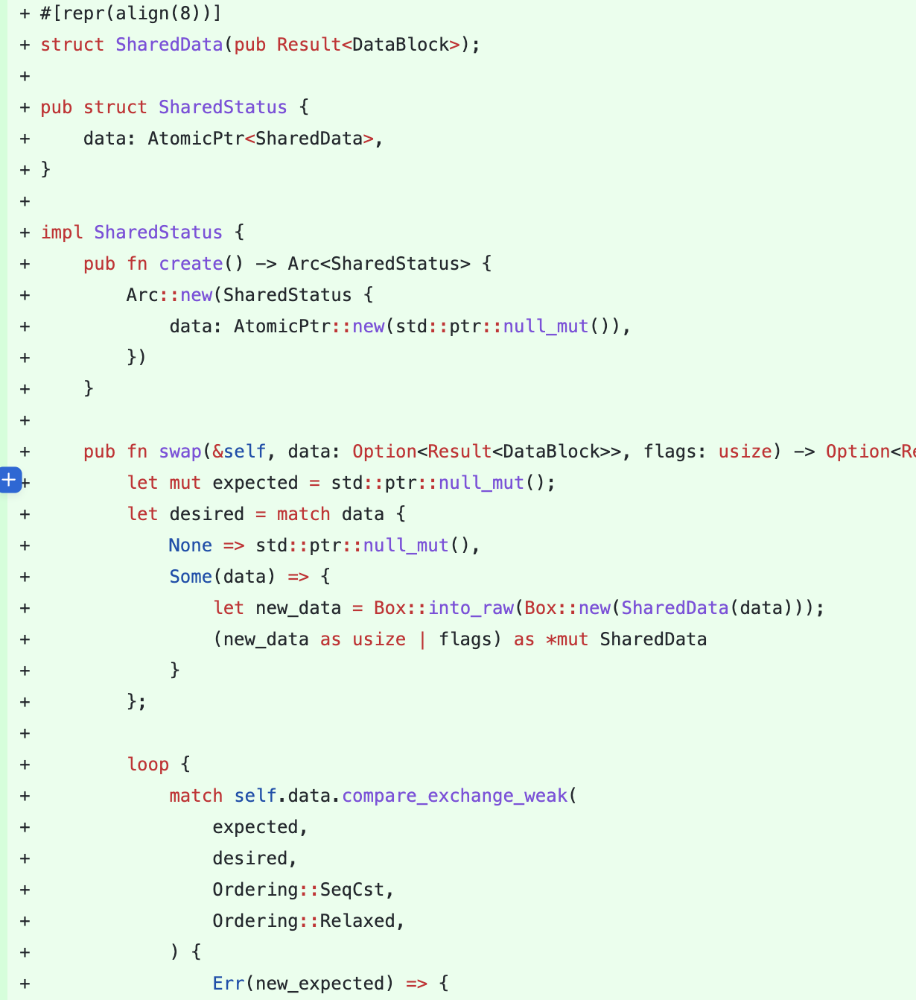 + #[repr(align(8))]
+ struct SharedData(pub Result<DataBlock>);
+
+ pub struct SharedStatus {
+     data: AtomicPtr<SharedData>,
+ }
+
+ impl SharedStatus {
+     pub fn create() -> Arc<SharedStatus> {
+         Arc::new(SharedStatus {
+             data: AtomicPtr::new(std::ptr::null_mut()),
+         })
+     }
+
+     pub fn swap(&self, data: Option<Result<DataBlock>>, flags: usize) -> Option<Re
+         let mut expected = std::ptr::null_mut();
+         let desired = match data {
+             None => std::ptr::null_mut(),
+             Some(data) => {
+                 let new_data = Box::into_raw(Box::new(SharedData(data)));
+                 (new_data as usize | flags) as *mut SharedData
+             }
+         };
+
+         loop {
+             match self.data.compare_exchange_weak(
+                 expected,
+                 desired,
+                 Ordering::SeqCst,
+                 Ordering::Relaxed,
+             ) {
+                 Err(new_expected) => {